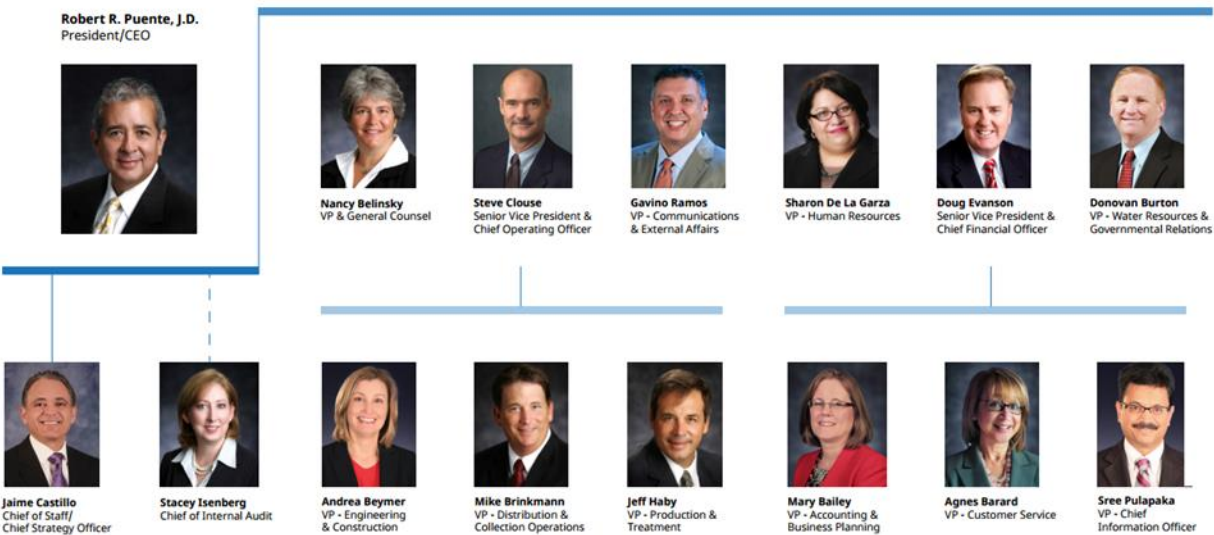 Robert R. Puente, J.D.
President/CEO
Nancy Belinsky
VP & General Counsel
Steve Clouse
Senior Vice President &
Chief Operating Officer
Gavino Ramos
VP - Communications
& External Affairs
Sharon De La Garza
VP - Human Resources
Doug Evanson
Senior Vice President &
Chief Financial Officer
Donovan Burton
VP - Water Resources &
Governmental Relations
Jaime Castillo
Chief of Staff/
Chief Strategy Officer
Stacey Isenberg
Chief of Internal Audit
Andrea Beymer
VP - Engineering
& Construction
Mike Brinkmann
VP - Distribution &
Collection Operations
Jeff Haby
VP - Production &
Treatment
Mary Bailey
VP - Accounting &
Business Planning
Agnes Barard
VP - Customer Service
Sree Pulapaka
VP - Chief
Information Officer